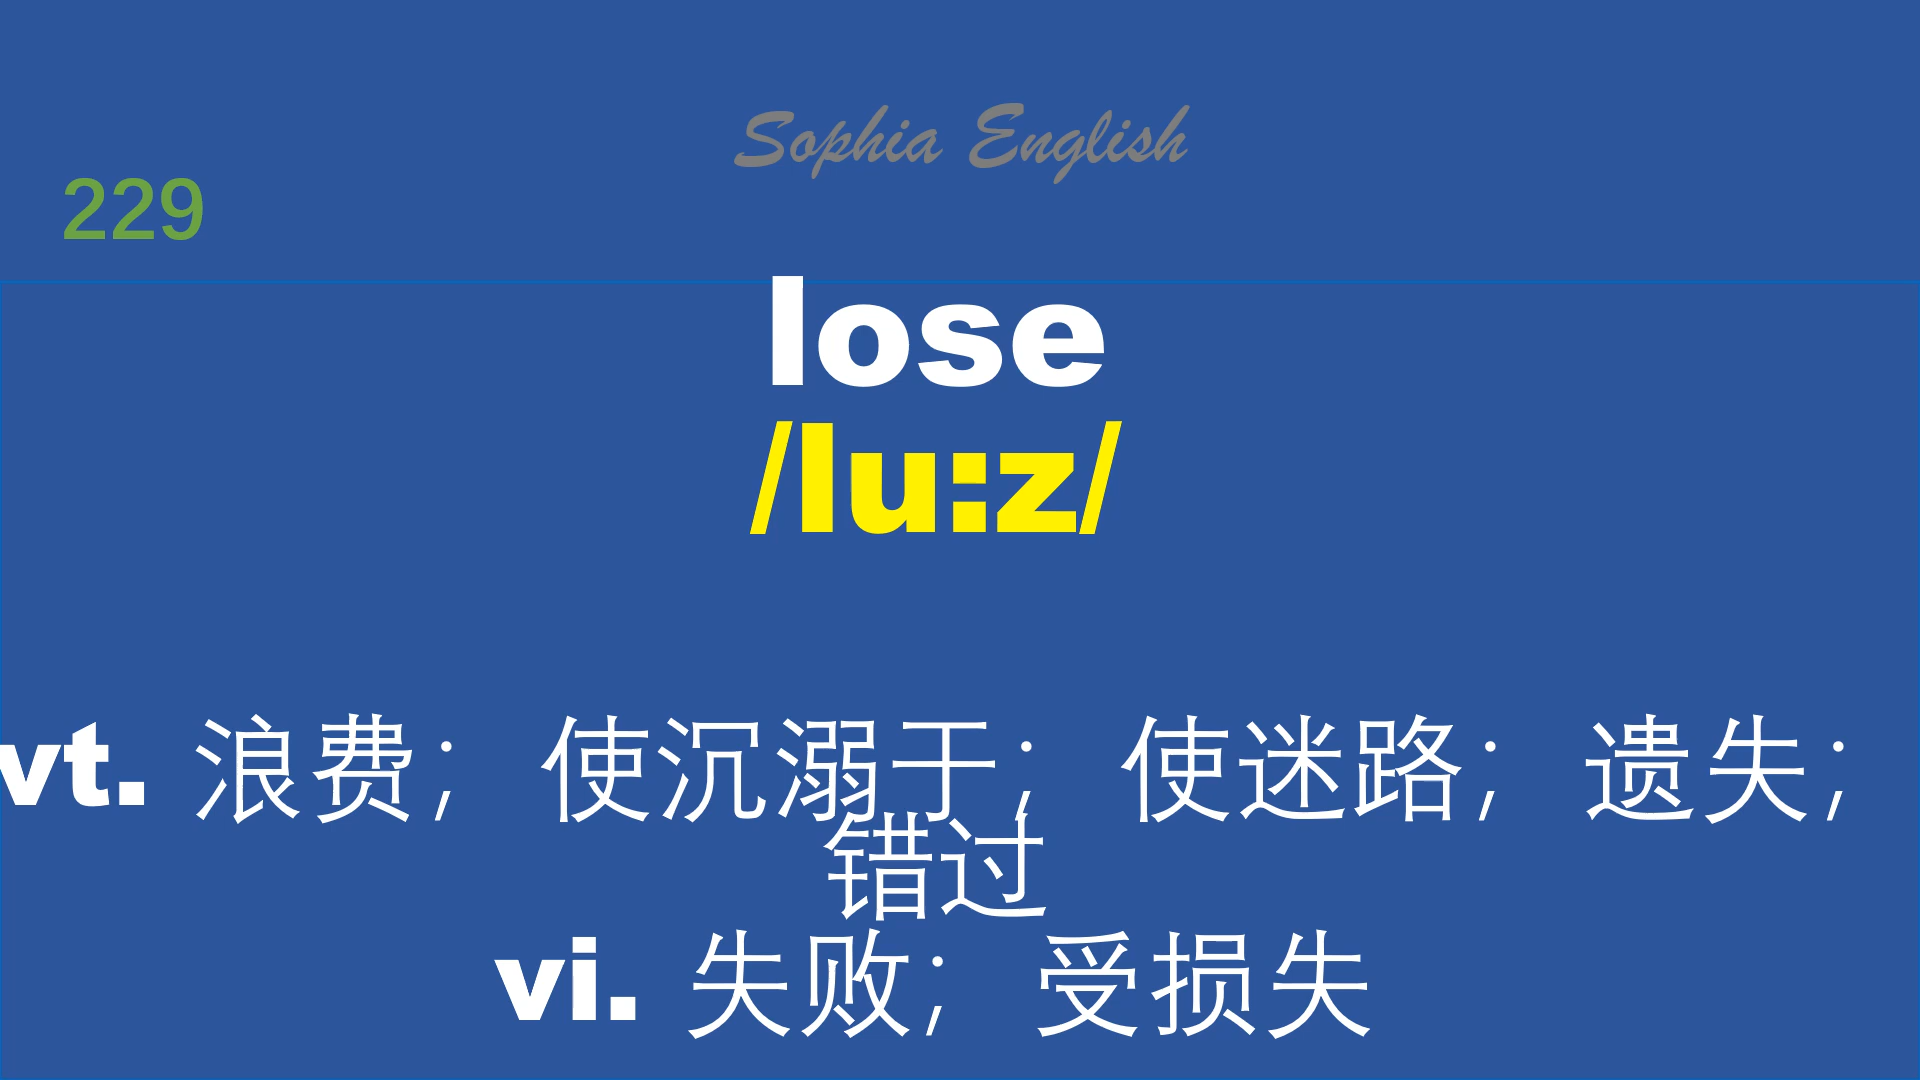 Sophia English
229
lose
/lu:z/
vt. 浪费； 使沉溺于； 使迷路； 遗失；
错过
vi. 失败； 受损失